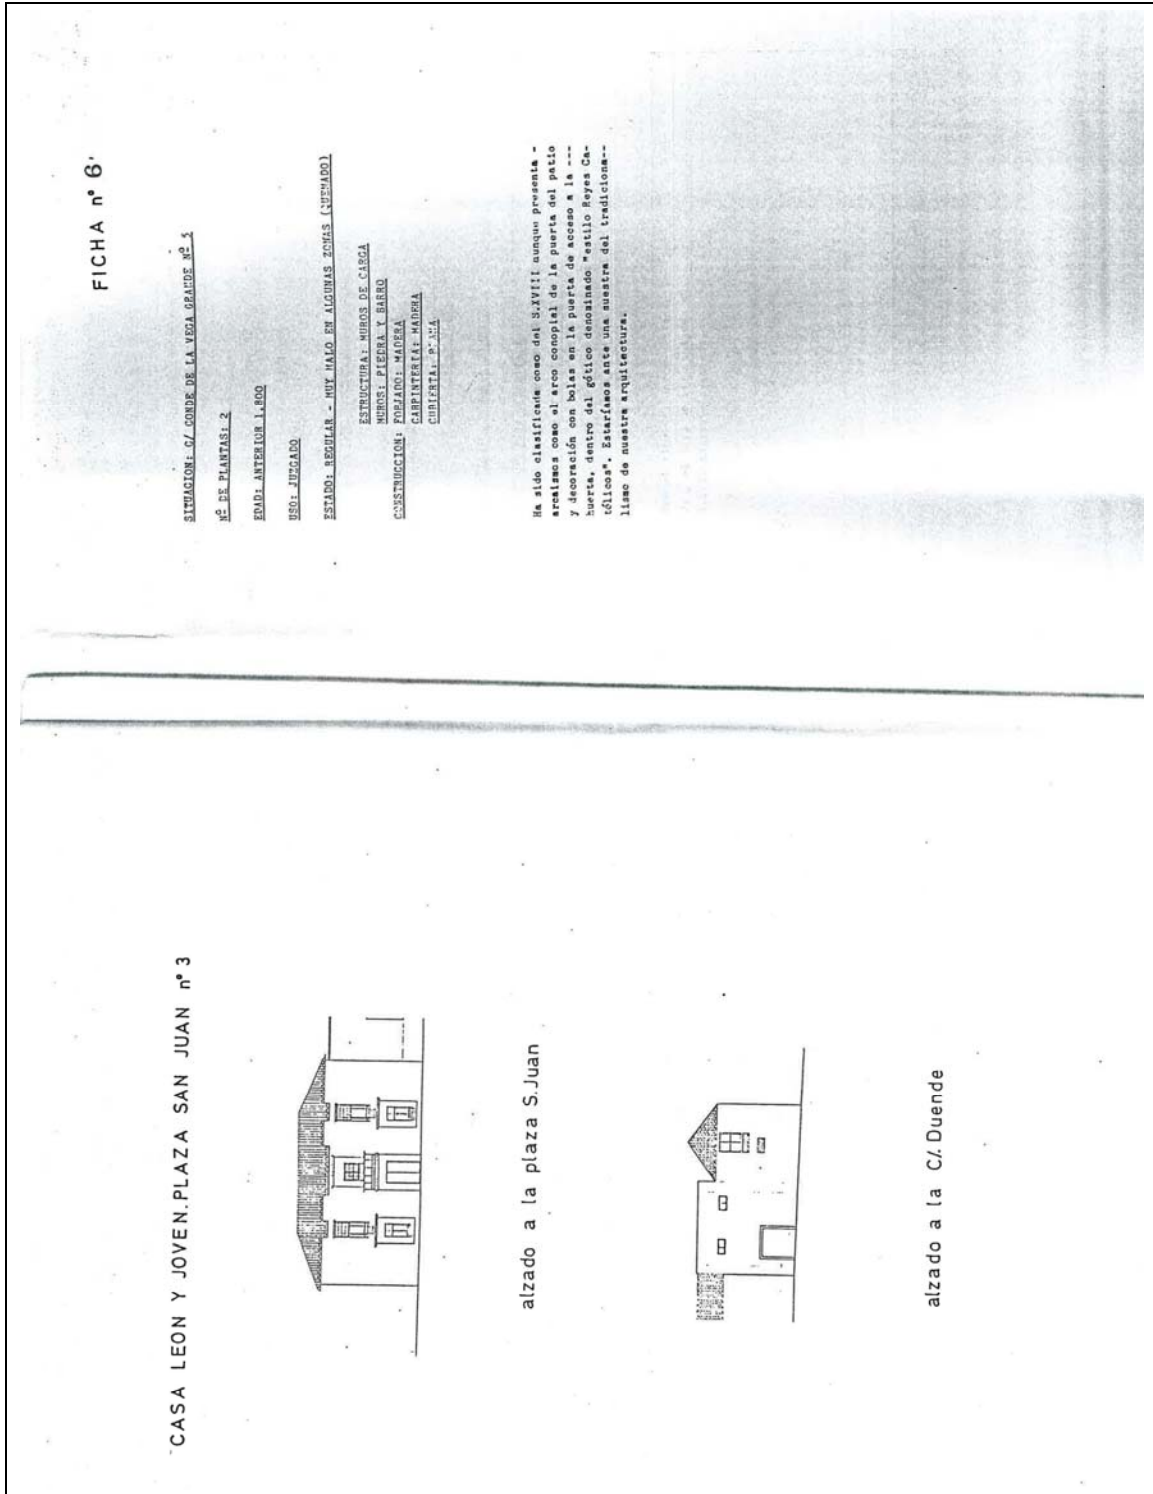 CASA LEON Y JOVEN.PLAZA SAN JUAN nº 3
alzado a la plaza S.Juan
alzado a la C/. Duende
FICHA nº 6
SITUACION: C/ CONDE DE LA VEGA GRANDE Nº 5
Nº DE PLANTAS: 2
EDAD: ANTERIOR 1.800
USO: JUZGADO
ESTADO: REGULAR - MUY MALO EN ALGUNAS ZONAS (QUEMADO)
ESTRUCTURA: MUROS DE CARGA
MUROS: PIEDRA Y BARRO
CONSTRUCCION: FORJADO: MADERA
CARPINTERIA: MADERA
CUBIERTA: PLANA
Ha sido clasificada como del S.XVIII aunque presenta -
arcaismos como el arco conopial de la puerta del patio
y decoración con bolas en la puerta de acceso a la ---
huerta, dentro del gótico denominado "estilo Reyes Ca-
tólicos". Estaríamos ante una muestra del tradiciona--
lismo de nuestra arquitectura.